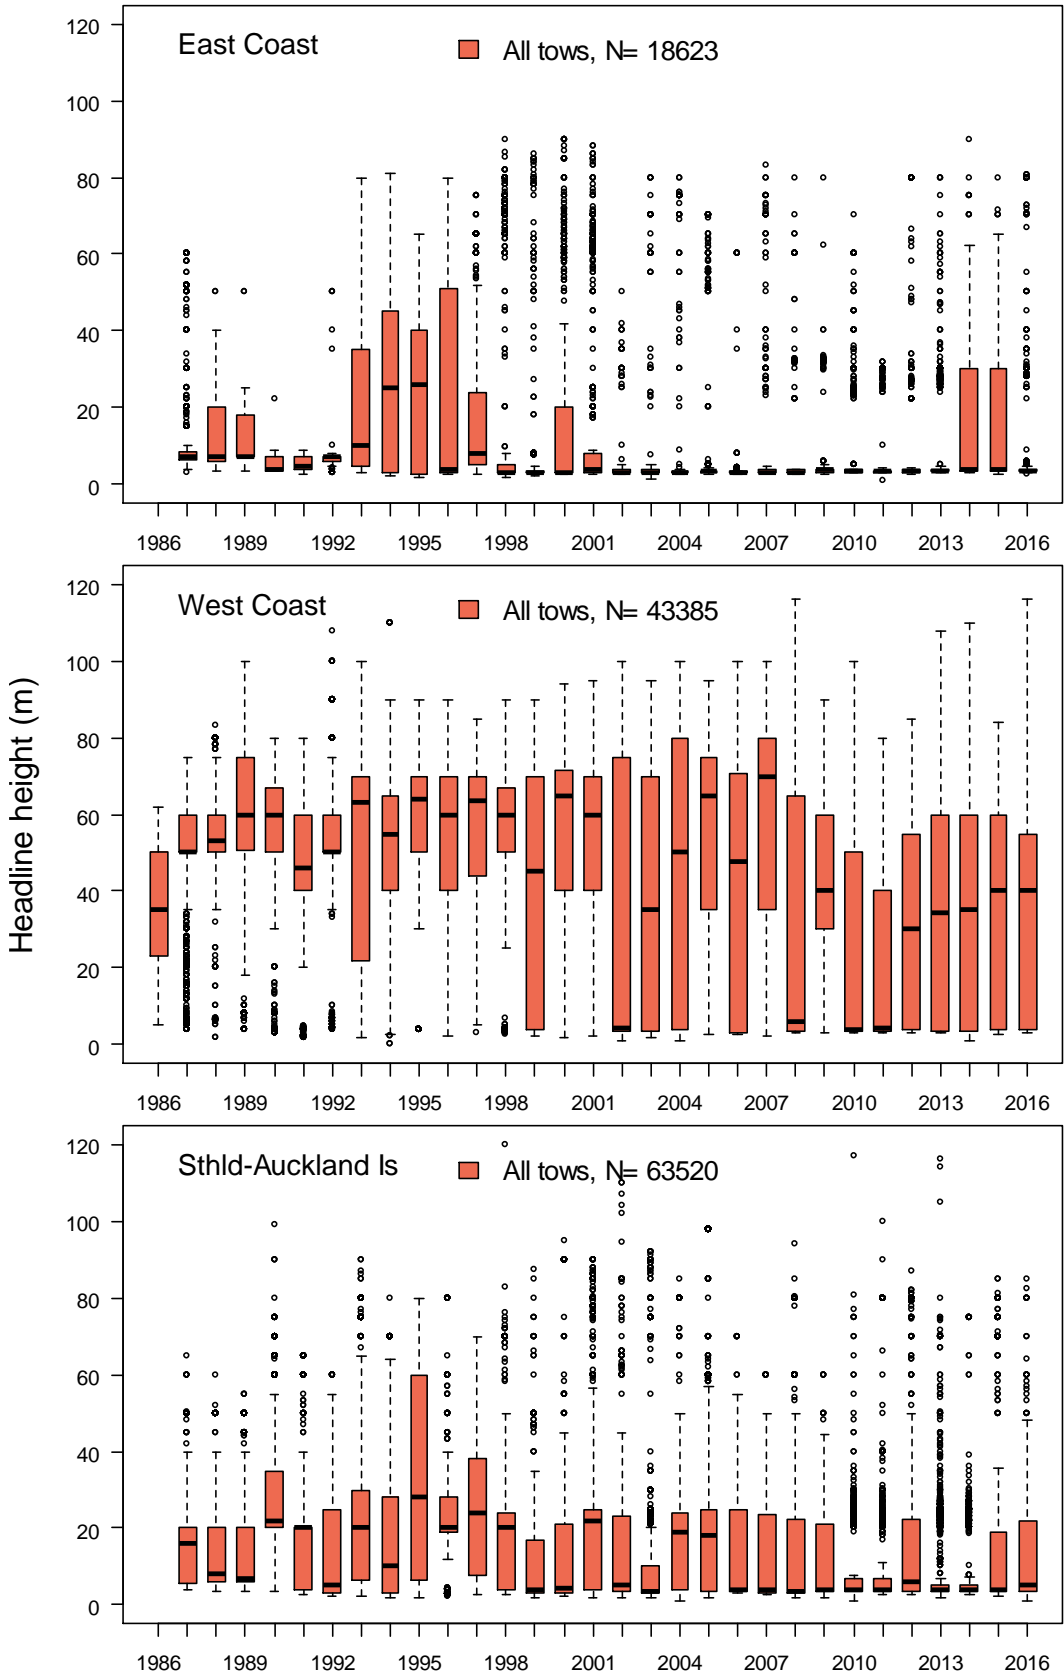 Headline height (m)
East Coast
All tows, N= 18623
120
100
80
60
40
20
0
1986 1989 1992 1995 1998 2001 2004 2007 2010 2013 2016
West Coast
All tows, N= 43385
120
100
80
60
40
20
0
1986 1989 1992 1995 1998 2001 2004 2007 2010 2013 2016
Sthld-Auckland Is
All tows, N= 63520
120
100
80
60
40
20
0
1986 1989 1992 1995 1998 2001 2004 2007 2010 2013 2016